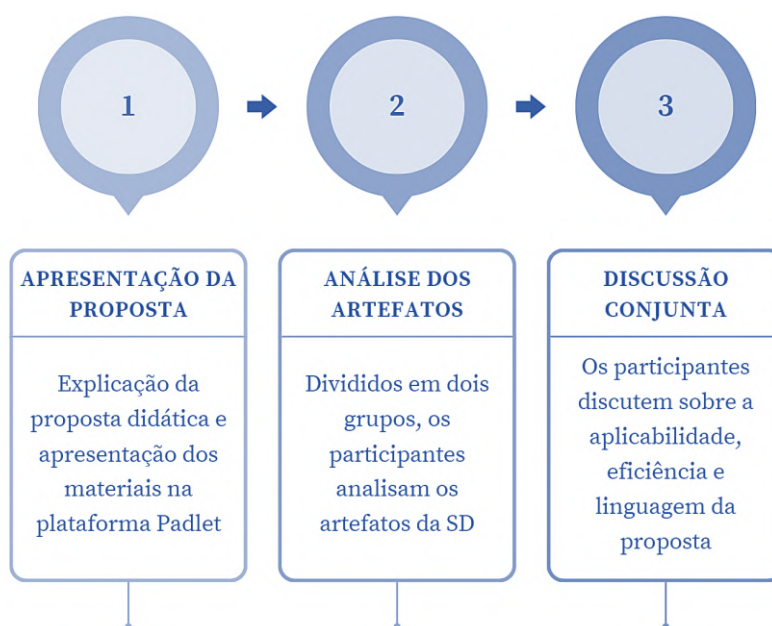 1
2
3
APRESENTAÇÃO DA
PROPOSTA
Explicação da
proposta didática e
apresentação dos
materiais na
plataforma Padlet
ANÁLISE DOS
ARTEFATOS
Divididos em dois
grupos, os
participantes
analisam os
artefatos da SD
DISCUSSÃO
CONJUNTA
Os participantes
discutem sobre a
aplicabilidade,
eficiência e
linguagem da
proposta